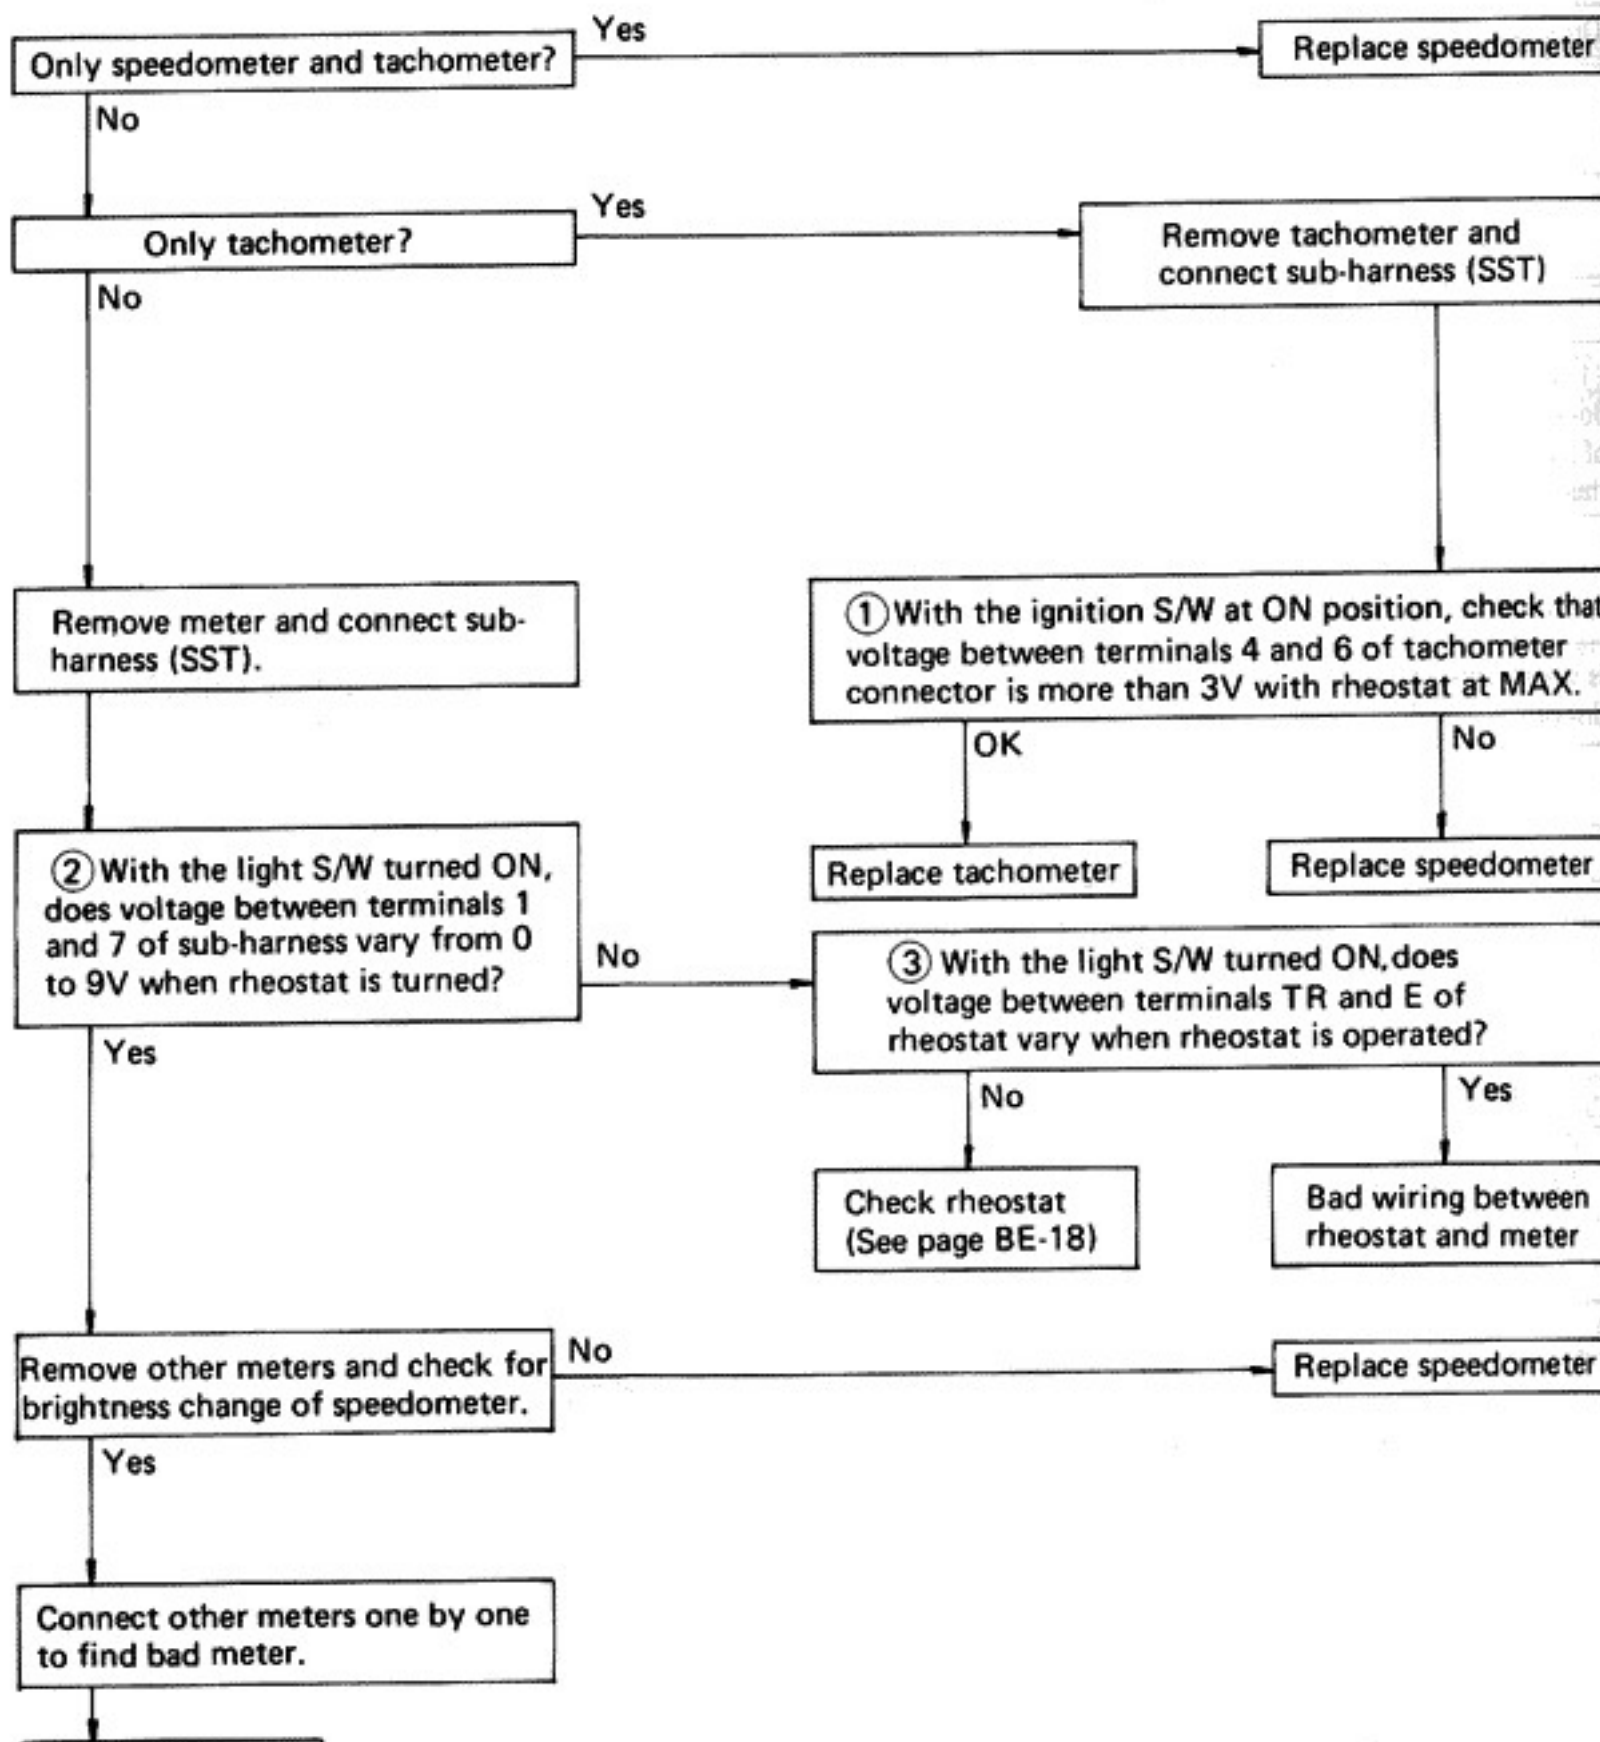 Only speedometer and tachometer?
Yes
Replace speedometer
No
Only tachometer?
Yes
Remove tachometer and
connect sub-harness (SST)
No
Remove meter and connect sub-
harness (SST).
① With the ignition S/W at ON position, check that
voltage between terminals 4 and 6 of tachometer
connector is more than 3V with rheostat at MAX.
OK
No
Replace tachometer
Replace speedometer
② With the light S/W turned ON,
does voltage between terminals 1
and 7 of sub-harness vary from 0
to 9V when rheostat is turned?
No
③ With the light S/W turned ON, does
voltage between terminals TR and E of
rheostat vary when rheostat is operated?
Yes
No
Yes
Check rheostat
(See page BE-18)
Bad wiring between
rheostat and meter
Remove other meters and check for
brightness change of speedometer.
No
Replace speedometer
Yes
Connect other meters one by one
to find bad meter.